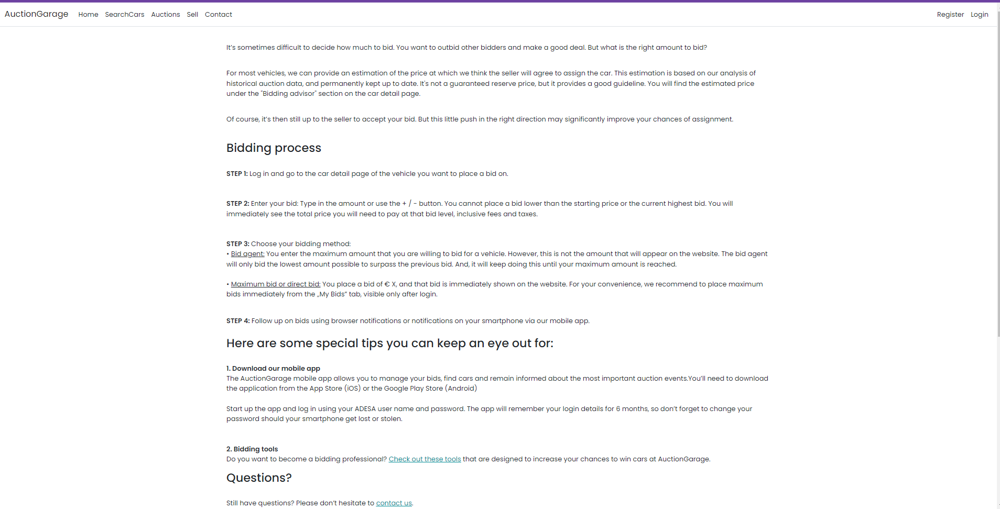 AuctionGarage Home SearchCars Auctions Sell Contact Register Login
It's sometimes difficult to decide how much to bid. You want to outbid other bidders and make a good deal. But what is the right amount to bid?
For most vehicles, we can provide an estimation of the price at which we think the seller will agree to assign the car. This estimation is based on our analysis of
historical auction data, and permanently kept up to date. It's not a guaranteed reserve price, but it provides a good guideline. You will find the estimated price
under the "Bidding advisor" section on the car detail page.
Of course, it's then still up to the seller to accept your bid. But this little push in the right direction may significantly improve your chances of assignment.
Bidding process
STEP 1: Log in and go to the car detail page of the vehicle you want to place a bid on.
STEP 2: Enter your bid: Type in the amount or use the + / - button. You cannot place a bid lower than the starting price or the current highest bid. You will
immediately see the total price you will need to pay at that bid level, inclusive fees and taxes.
STEP 3: Choose your bidding method:
• Bid agent: You enter the maximum amount that you are willing to bid for a vehicle. However, this is not the amount that will appear on the website. The bid agent
will only bid the lowest amount possible to surpass the previous bid. And, it will keep doing this until your maximum amount is reached.
• Maximum bid or direct bid: You place a bid of € X, and that bid is immediately shown on the website. For your convenience, we recommend to place maximum
bids immediately from the „My Bids" tab, visible only after login.
STEP 4: Follow up on bids using browser notifications or notifications on your smartphone via our mobile app.
Here are some special tips you can keep an eye out for:
1. Download our mobile app
The AuctionGarage mobile app allows you to manage your bids, find cars and remain informed about the most important auction events.You'll need to download
the application from the App Store (iOS) or the Google Play Store (Android)
Start up the app and log in using your ADESA user name and password. The app will remember your login details for 6 months, so don't forget to change your
password should your smartphone get lost or stolen.
2. Bidding tools
Do you want to become a bidding professional? Check out these tools that are designed to increase your chances to win cars at AuctionGarage.
Questions?
Still have questions? Please don't hesitate to contact us.